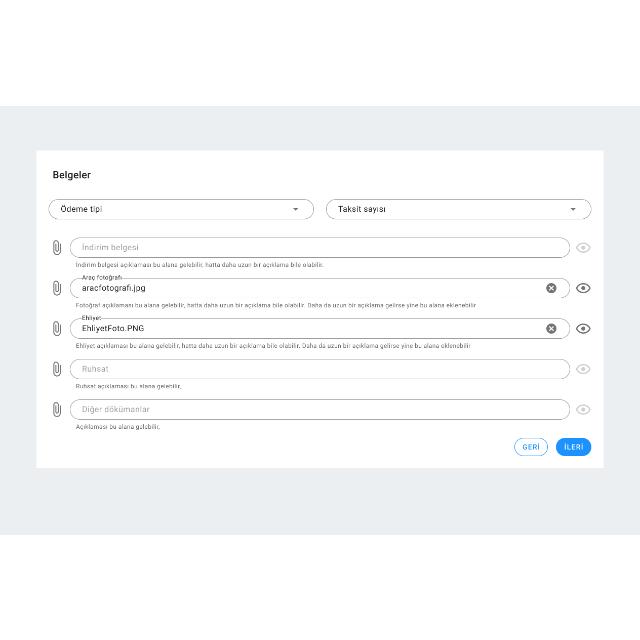 Belgeler
Ödeme tipi
Taksit sayısı
İndirim belgesi
İndirim belgesi açıklaması bu alana gelebilir, hatta daha uzun bir açıklama bile olabilir.
Araç fotoğrafı
aracfotografi.jpg
Fotoğraf açıklaması bu alana gelebilir, hatta daha uzun bir açıklama bile olabilir. Daha da uzun bir açıklama gelirse yine bu alana eklenebilir.
Ehliyet
EhliyetFoto.PNG
Ehliyet açıklaması bu alana gelebilir, hatta daha uzun bir açıklama bile olabilir. Daha da uzun bir açıklama gelirse yine bu alana eklenebilir.
Ruhsat
Ruhsat açıklaması bu alana gelebilir.
Diğer dökümanlar
Açıklaması bu alana gelebilir.
GERİ
İLERİ